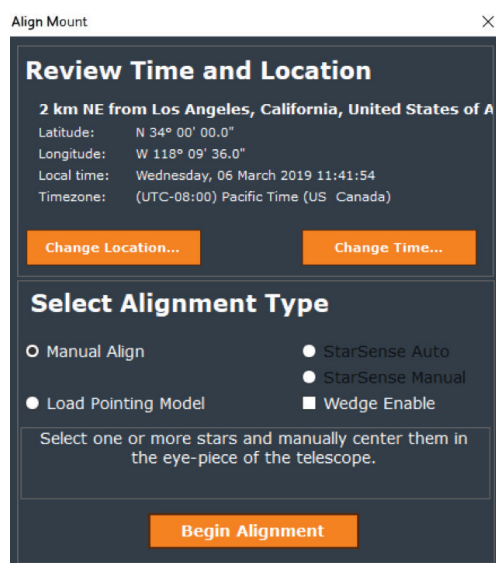 Align Mount
Review Time and Location
2 km NE from Los Angeles, California, United States of A
Latitude: N 34° 00' 00.0"
Longitude: W 118° 09' 36.0"
Local time: Wednesday, 06 March 2019 11:41:54
Timezone: (UTC-08:00) Pacific Time (US Canada)
Change Location... Change Time...
Select Alignment Type
Manual Align StarSense Auto
StarSense Manual
Load Pointing Model Wedge Enable
Select one or more stars and manually center them in
the eye-piece of the telescope.
Begin Alignment